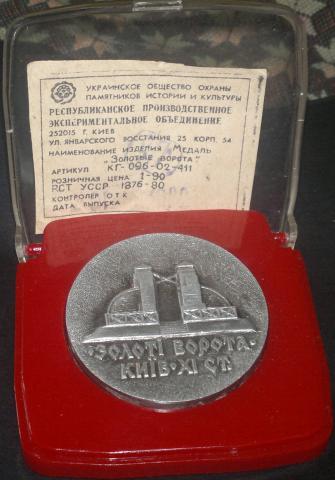 УКРАИНСКОЕ ОБЩЕСТВО ОХРАНЫ
ПАМЯТНИКОВ ИСТОРИИ И КУЛЬТУРЫ
РЕСПУБЛИКАНСКОЕ ПРОИЗВОДСТВЕННОЕ
ЭКСПЕРИМЕНТАЛЬНОЕ ОБЪЕДИНЕНИЕ
252015 Г. КИЕВ
УЛ. ЯНВАРСКОГО ВОССТАНИЯ 25 КОРП. 54
НАИМЕНОВАНИЕ ИЗДЕЛИЯ МЕДАЛЬ
„ЗОЛОТЫЕ ВОРОТА"
АРТИКУЛ КГ-096-02-411
РОЗНИЧНАЯ ЦЕНА 1-90
РСТ УССР 1876-80
КОНТРОЛЕР ОТК
ДАТА ВЫПУСКА
·ЗОЛОТІ ВОРОТА·
КИЇВ·XI СТ.